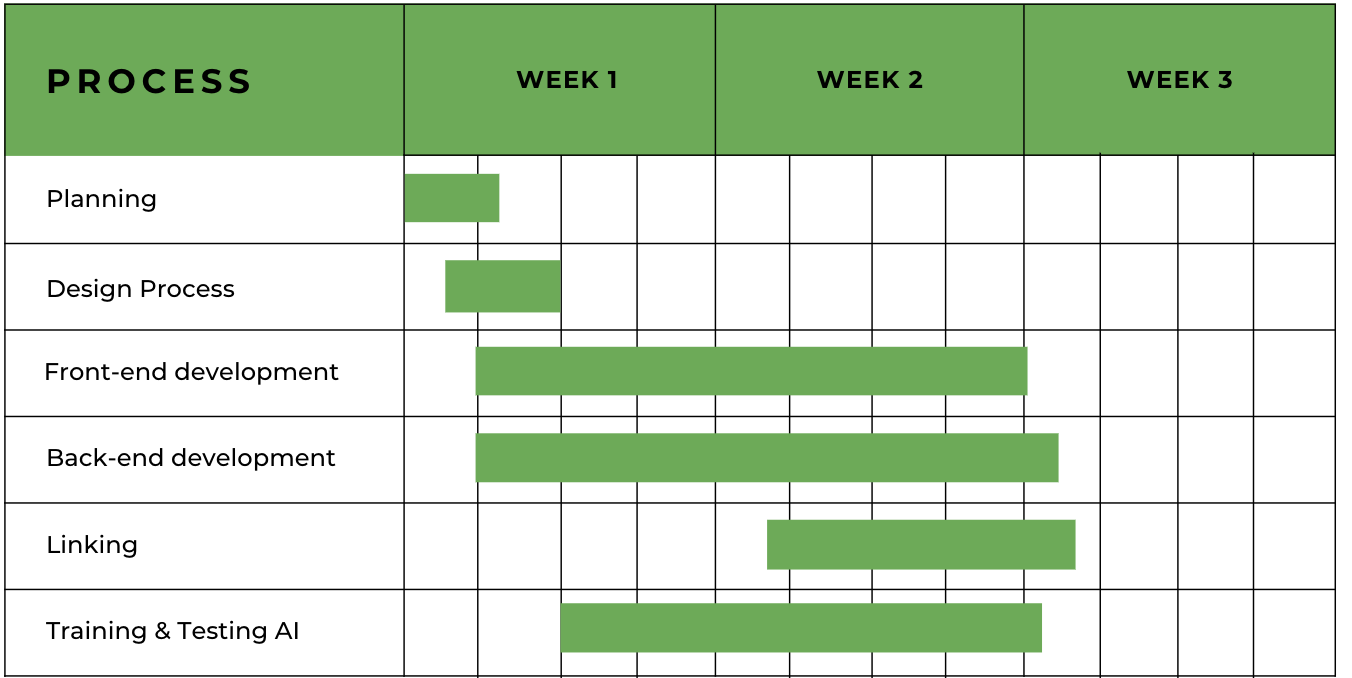 PROCESS
WEEK 1
WEEK 2
WEEK 3
Planning
Design Process
Front-end development
Back-end development
Linking
Training & Testing AI